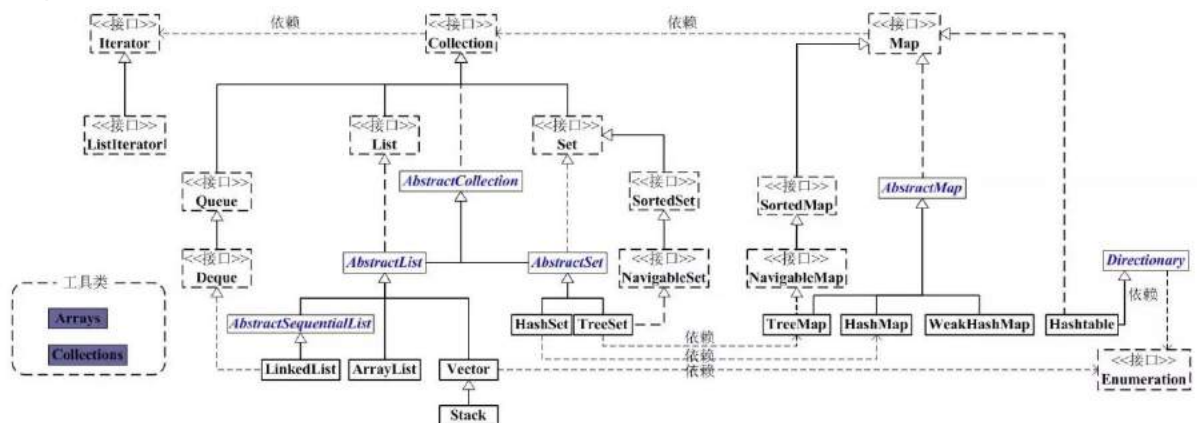 <<接口>>
Iterator
依赖
<<接口>>
Collection
依赖
<<接口>>
Map
<<接口>>
ListIterator
<<接口>>
List
<<接口>>
Set
AbstractCollection
<<接口>>
Queue
<<接口>>
SortedSet
<<接口>>
SortedMap
AbstractMap
<<接口>>
Deque
AbstractList
AbstractSet
<<接口>>
NavigableSet
<<接口>>
NavigableMap
Directionary
依赖
工具类
Arrays
Collections
AbstractSequentialList
HashSet
TreeSet
TreeMap
HashMap
WeakHashMap
Hashtable
依赖
依赖
依赖
LinkedList
ArrayList
Vector
<<接口>>
Enumeration
Stack